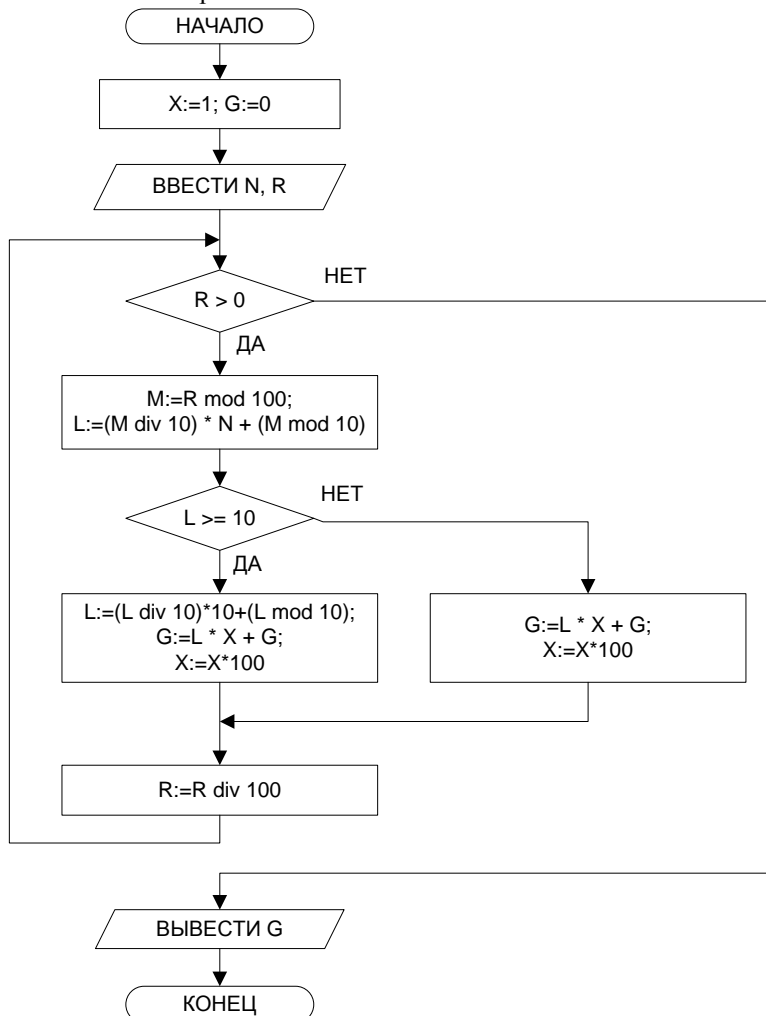 НАЧАЛО
X:=1; G:=0
ВВЕСТИ N, R
НЕТ
R > 0
ДА
M:=R mod 100;
L:=(M div 10) * N + (M mod 10)
НЕТ
L >= 10
ДА
L:=(L div 10)*10+(L mod 10);
G:=L * X + G;
X:=X*100
G:=L * X + G;
X:=X*100
R:=R div 100
ВЫВЕСТИ G
КОНЕЦ